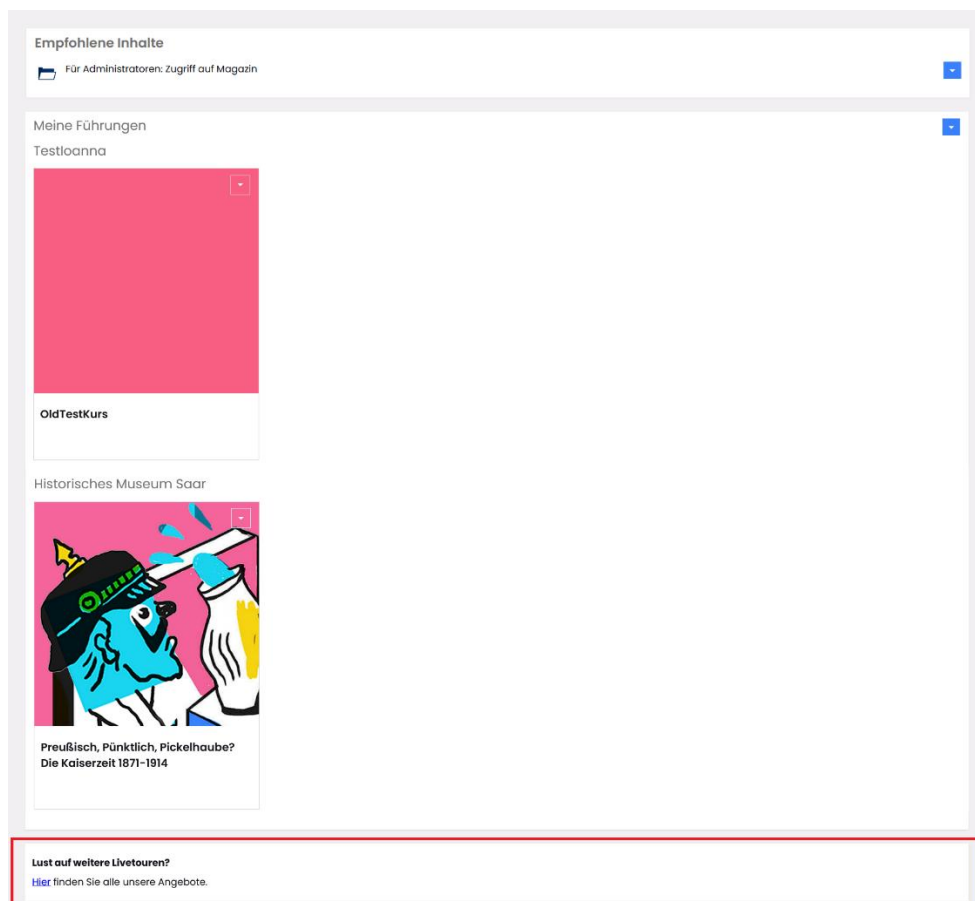 Empfohlene Inhalte
Für Administratoren: Zugriff auf Magazin
Meine Führungen
TestIoanna
OldTestKurs
Historisches Museum Saar
Preußisch, Pünktlich, Pickelhaube?
Die Kaiserzeit 1871-1914
Lust auf weitere Livetouren?
Hier finden Sie alle unsere Angebote.